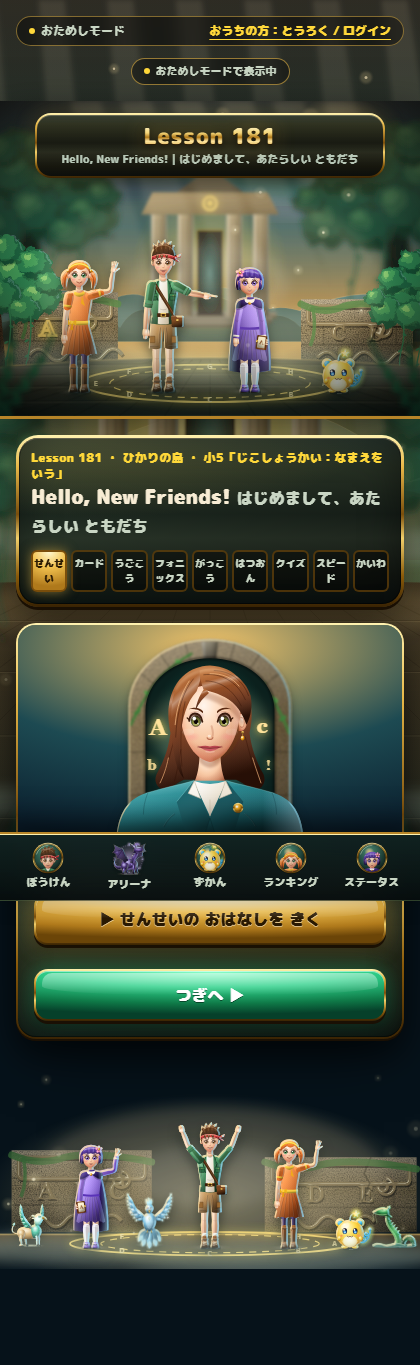 おためしモード
おうちの方：とうろく / ログイン
おためしモードで表示中
Lesson 181
Hello, New Friends! | はじめまして、あたらしい ともだち
A
Lesson 181 ・ ひかりの島 ・ 小5「じこしょうかい：なまえを
いう」
Hello, New Friends! はじめまして、あた
らしい ともだち
せんせ
い
カード
うごこ
う
フォニ
ックス
がっこ
う
はつお
ん
クイズ
スピー
ド
かいわ
A c
b !
ぼうけん
アリーナ
ずかん
ランキング
ステータス
▶ せんせいの おはなしを きく
つぎへ ▶
A
D E